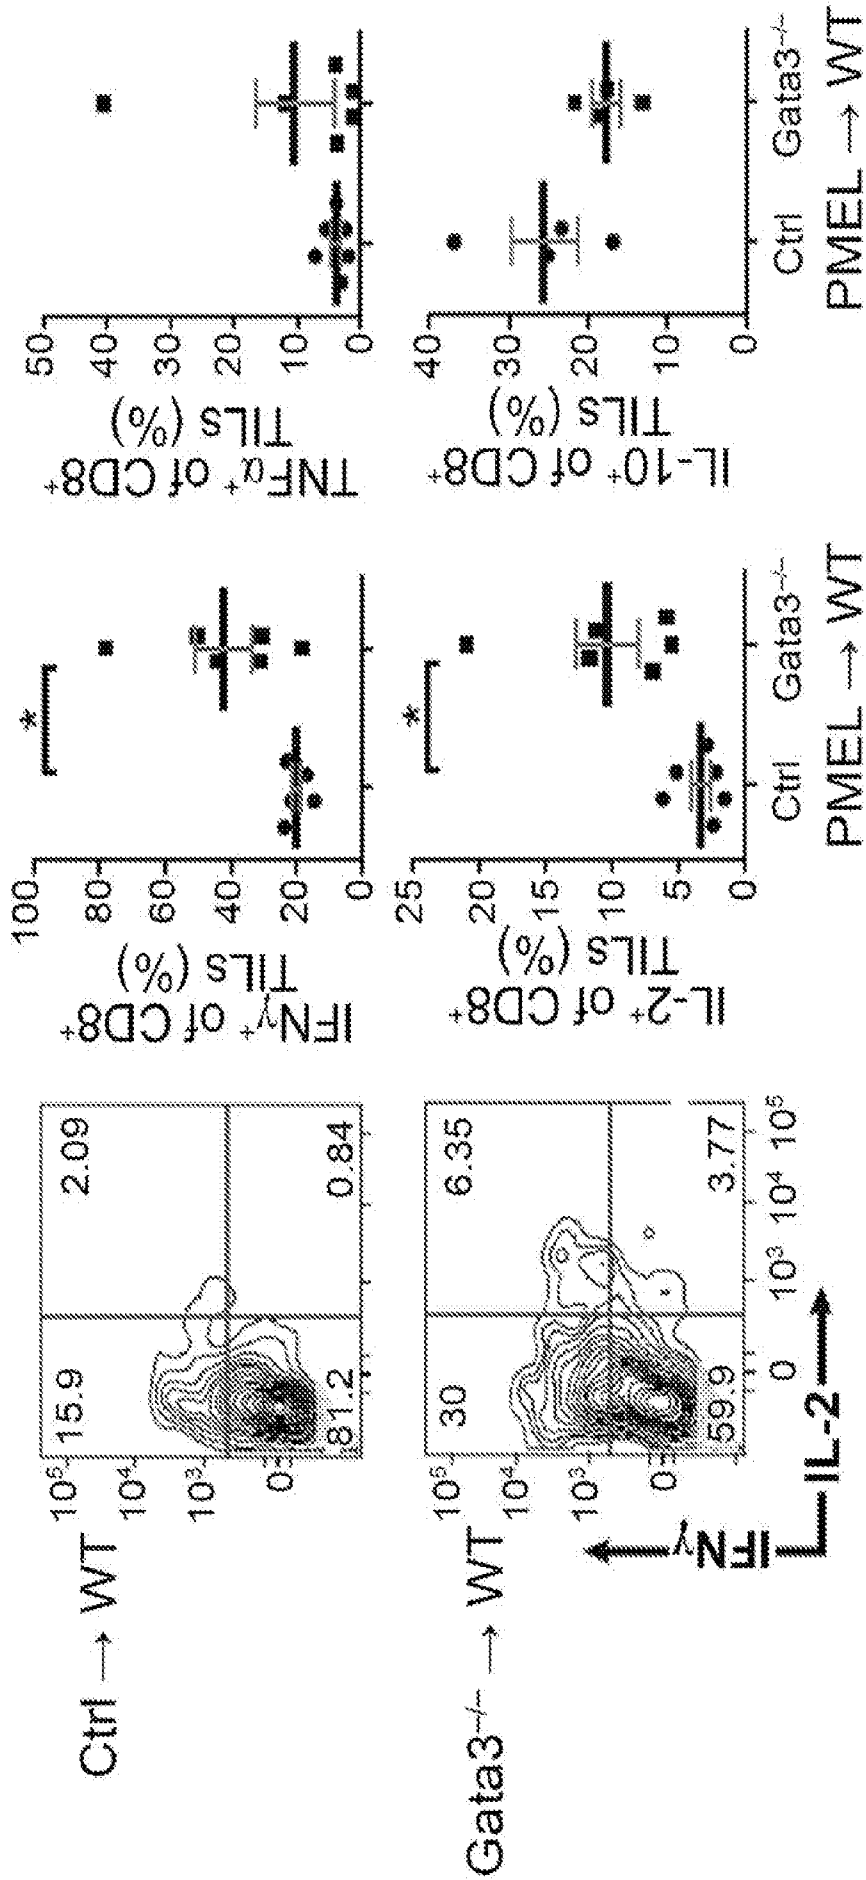 Ctrl → WT
10⁵
10⁴
10³
0
15.9
2.09
81.2
0.84
Gata3⁻/⁻ → WT
10⁵
10⁴
10³
0
30
6.35
59.9
3.77
0
10³
10⁴
10⁵
IFNγ
IL-2
IFNγ⁺ of CD8⁺
TILs (%)
100
80
60
40
20
0
*
IL-2⁺ of CD8⁺
TILs (%)
25
20
15
10
5
0
*
Ctrl
Gata3⁻/⁻
PMEL → WT
TNFα⁺ of CD8⁺
TILs (%)
50
40
30
20
10
0
IL-10⁺ of CD8⁺
TILs (%)
40
30
20
10
0
Ctrl
Gata3⁻/⁻
PMEL → WT